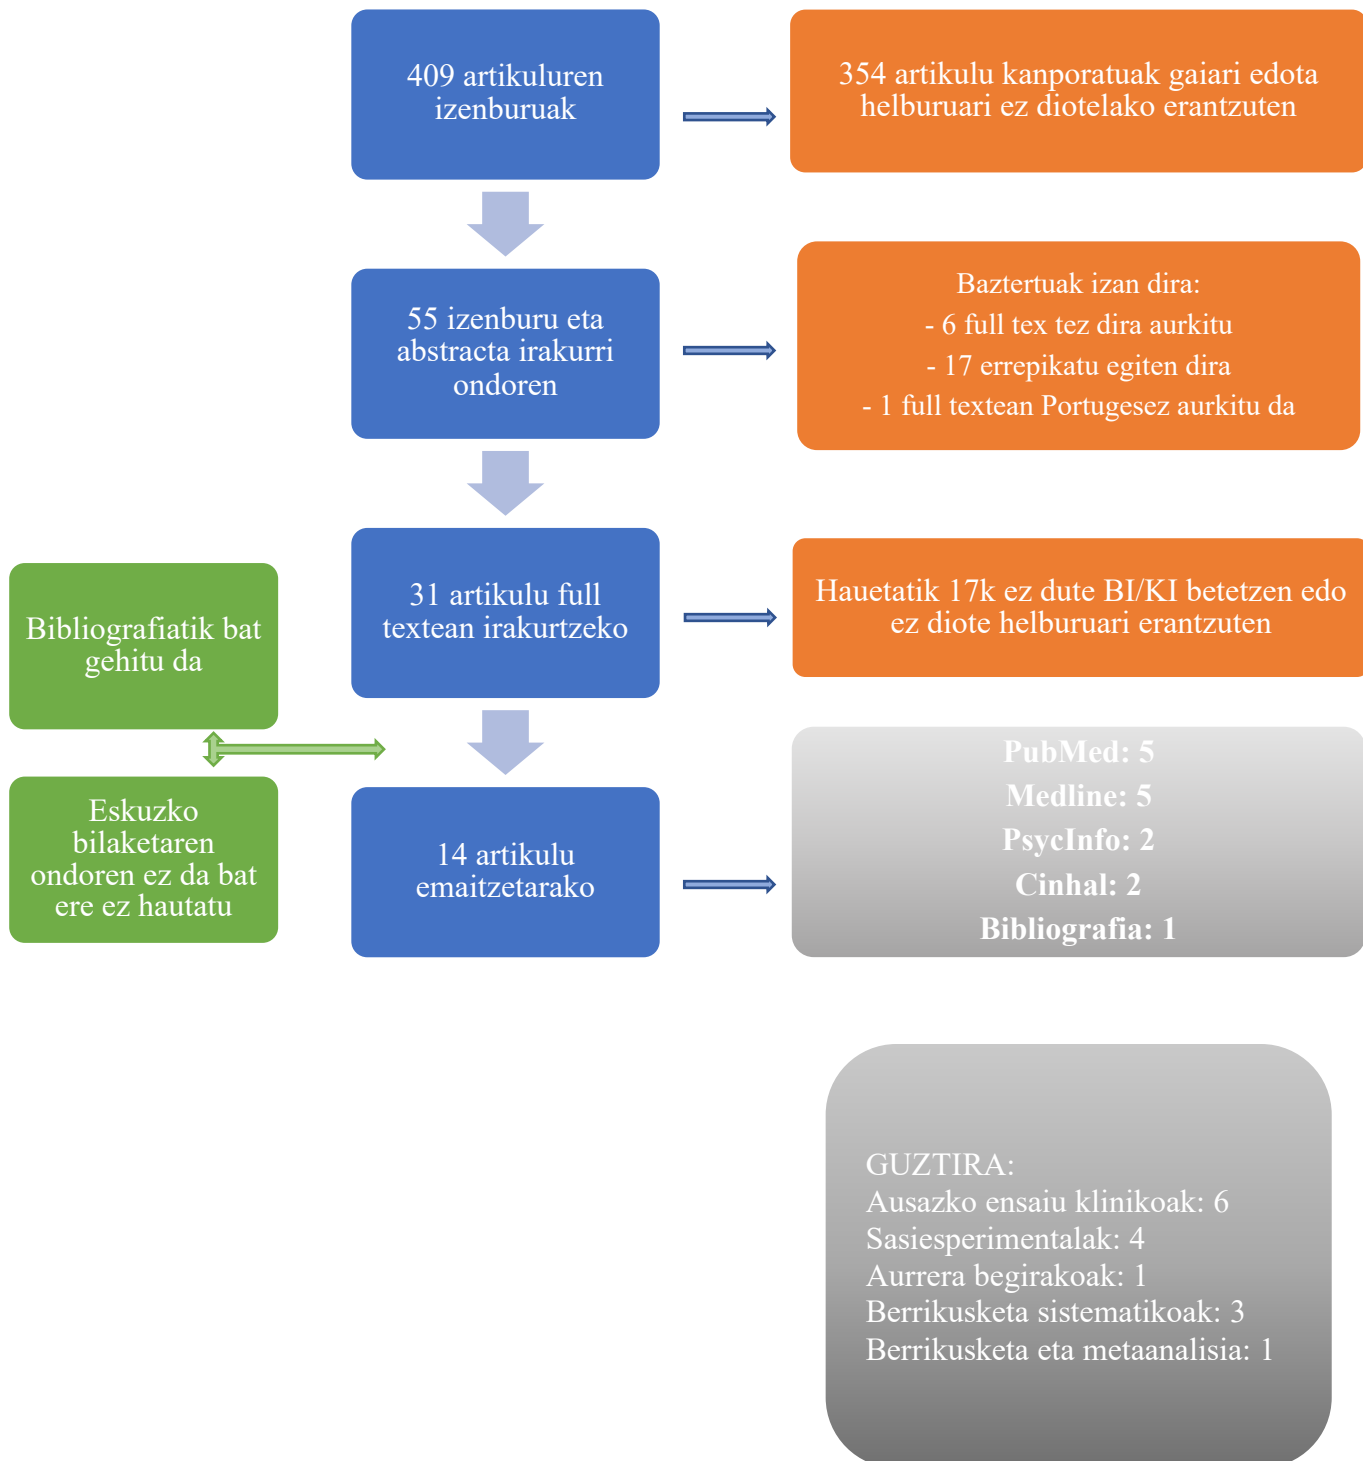 409 artikuluren
izenburuak
354 artikulu kanporatuak gaiari edota
helburuari ez diotelako erantzuten
55 izenburu eta
abstracta irakurri
ondoren
Baztertuak izan dira:
- 6 full tex tez dira aurkitu
- 17 errepikatu egiten dira
- 1 full textean Portugesez aurkitu da
31 artikulu full
textean irakurtzeko
Hauetatik 17k ez dute BI/KI betetzen edo
ez diote helburuari erantzuten
Bibliografiatik bat
gehitu da
Eskuzko
bilaketaren
ondoren ez da bat
ere ez hautatu
14 artikulu
emaitzetarako
PubMed: 5
Medline: 5
PsycInfo: 2
Cinhal: 2
Bibliografia: 1
GUZTIRA:
Ausazko ensaiu klinikoak: 6
Sasiesperimentalak: 4
Aurrera begirakoak: 1
Berrikusketa sistematikoak: 3
Berrikusketa eta metaanalisia: 1